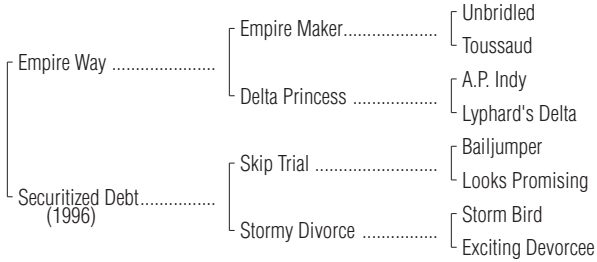 Unbridled
Empire Maker.....................
Toussaud
Empire Way ......................
A.P. Indy
Delta Princess ..................
Lyphard's Delta
Bailjumper
Skip Trial ........................
Looks Promising
Securitized Debt................
(1996)
Storm Bird
Stormy Divorce ................
Exciting Devorcee